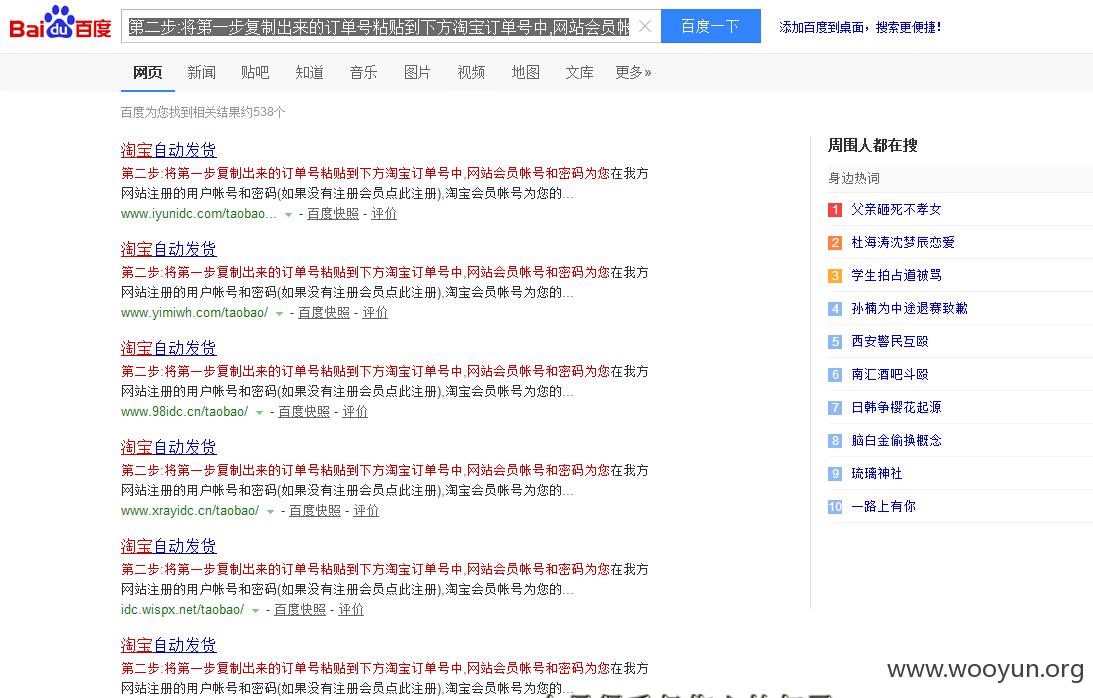 Bai du 百度
第二步:将第一步复制出来的订单号粘贴到下方淘宝订单号中,网站会员帐
百度一下
添加百度到桌面，搜索更便捷！
网页 新闻 贴吧 知道 音乐 图片 视频 地图 文库 更多»
百度为您找到相关结果约538个
淘宝自动发货
第二步:将第一步复制出来的订单号粘贴到下方淘宝订单号中,网站会员帐号和密码为您在我方
网站注册的用户帐号和密码(如果没有注册会员点此注册),淘宝会员帐号为您的...
www.iyunidc.com/taobao... - 百度快照 - 评价
淘宝自动发货
第二步:将第一步复制出来的订单号粘贴到下方淘宝订单号中,网站会员帐号和密码为您在我方
网站注册的用户帐号和密码(如果没有注册会员点此注册),淘宝会员帐号为您的...
www.yimiwh.com/taobao/ - 百度快照 - 评价
淘宝自动发货
第二步:将第一步复制出来的订单号粘贴到下方淘宝订单号中,网站会员帐号和密码为您在我方
网站注册的用户帐号和密码(如果没有注册会员点此注册),淘宝会员帐号为您的...
www.98idc.cn/taobao/ - 百度快照 - 评价
淘宝自动发货
第二步:将第一步复制出来的订单号粘贴到下方淘宝订单号中,网站会员帐号和密码为您在我方
网站注册的用户帐号和密码(如果没有注册会员点此注册),淘宝会员帐号为您的...
www.xrayidc.cn/taobao/ - 百度快照 - 评价
淘宝自动发货
第二步:将第一步复制出来的订单号粘贴到下方淘宝订单号中,网站会员帐号和密码为您在我方
网站注册的用户帐号和密码(如果没有注册会员点此注册),淘宝会员帐号为您的...
idc.wispx.net/taobao/ - 百度快照 - 评价
淘宝自动发货
第二步:将第一步复制出来的订单号粘贴到下方淘宝订单号中,网站会员帐号和密码为您在我方
网站注册的用户帐号和密码(如果没有注册会员点此注册),淘宝会员帐号为您的...
周围人都在搜
身边热词
1 父亲砸死不孝女
2 杜海涛沈梦辰恋爱
3 学生拍占道被骂
4 孙楠为中途退赛致歉
5 西安警民互殴
6 南汇酒吧斗殴
7 日韩争樱花起源
8 脑白金偷换概念
9 琉璃神社
10 一路上有你
www.wooyun.org